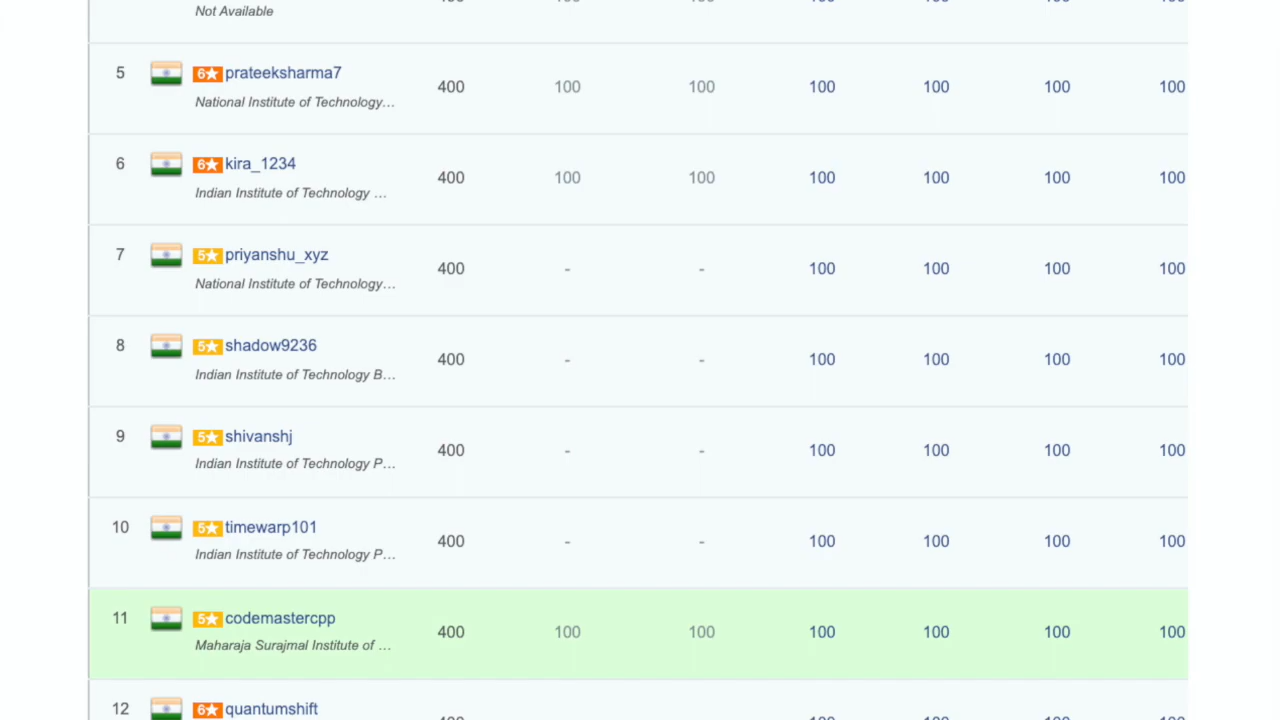 Not Available
5 6★ prateeksharma7 400 100 100 100 100 100 100
National Institute of Technology…
6 6★ kira_1234 400 100 100 100 100 100 100
Indian Institute of Technology …
7 5★ priyanshu_xyz 400 - - 100 100 100 100
National Institute of Technology…
8 5★ shadow9236 400 - - 100 100 100 100
Indian Institute of Technology B…
9 5★ shivanshj 400 - - 100 100 100 100
Indian Institute of Technology P…
10 5★ timewarp101 400 - - 100 100 100 100
Indian Institute of Technology P…
11 5★ codemastercpp 400 100 100 100 100 100 100
Maharaja Surajmal Institute of …
12 6★ quantumshift